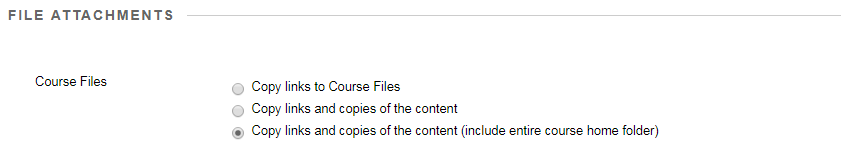 FILE ATTACHMENTS
Course Files
Copy links to Course Files
Copy links and copies of the content
Copy links and copies of the content (include entire course home folder)